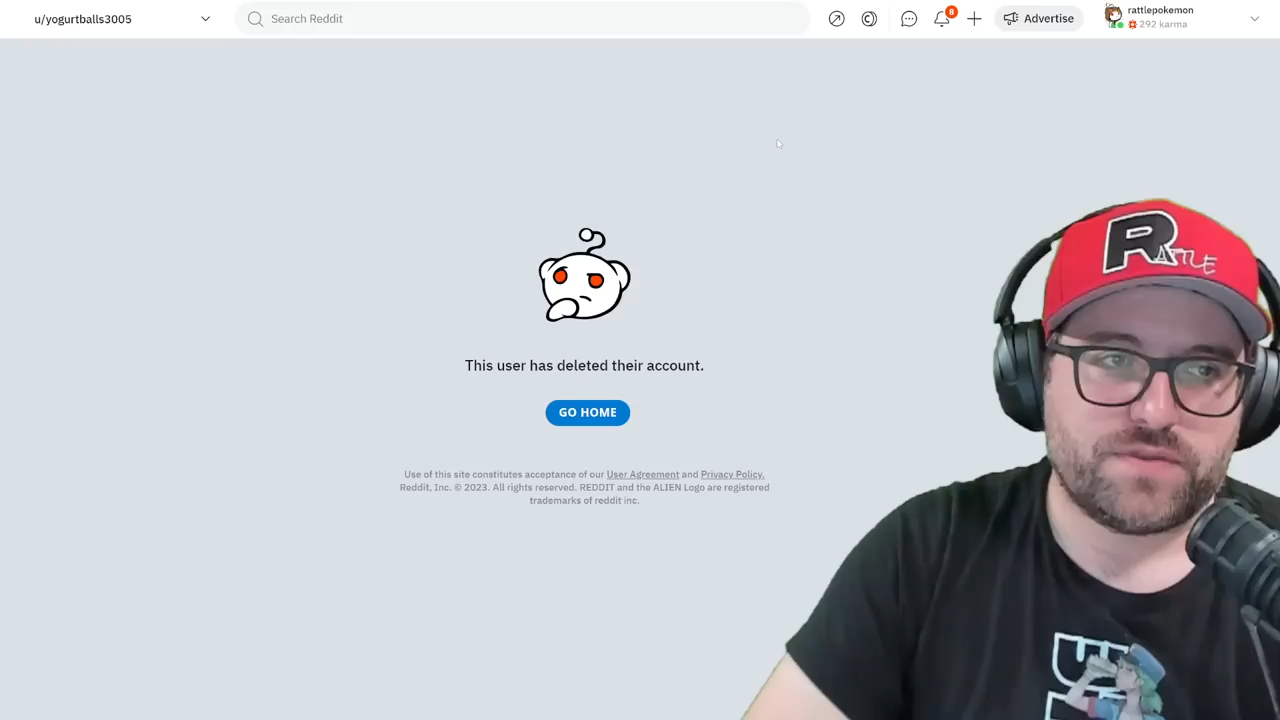 u/yogurtballs3005
Search Reddit
8
Advertise
rattlepokemon
292 karma
RATTLE
This user has deleted their account.
GO HOME
Use of this site constitutes acceptance of our User Agreement and Privacy Policy.
Reddit, Inc. © 2023. All rights reserved. REDDIT and the ALIEN Logo are registered
trademarks of reddit inc.